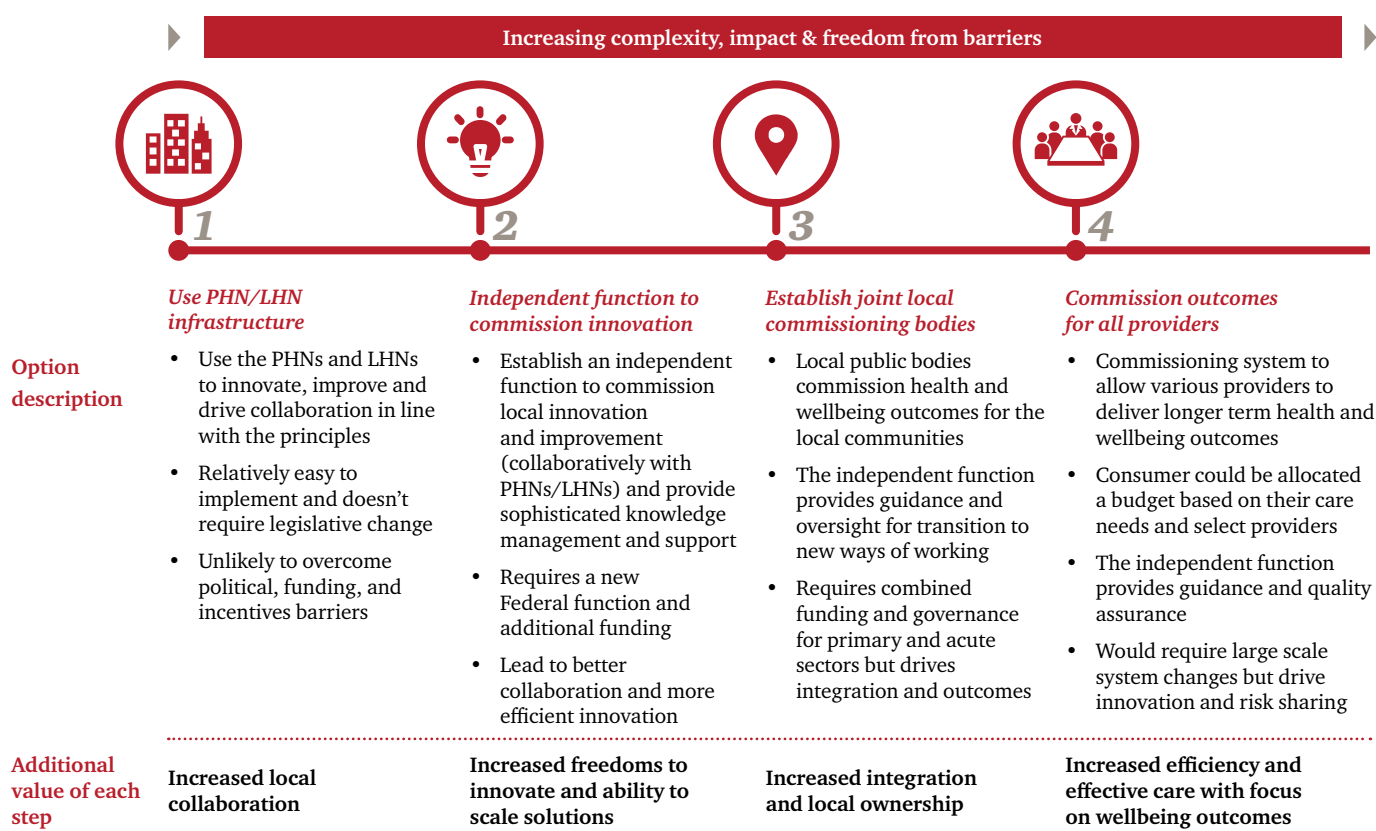 Increasing complexity, impact & freedom from barriers
1
2
3
4
Use PHN/LHN
infrastructure
Independent function to
commission innovation
Establish joint local
commissioning bodies
Commission outcomes
for all providers
Option
description
• Use the PHNs and LHNs
to innovate, improve and
drive collaboration in line
with the principles
• Relatively easy to
implement and doesn't
require legislative change
• Unlikely to overcome
political, funding, and
incentives barriers
• Establish an independent
function to commission
local innovation
and improvement
(collaboratively with
PHNs/LHNs) and provide
sophisticated knowledge
management and support
• Requires a new
Federal function and
additional funding
• Lead to better
collaboration and more
efficient innovation
• Local public bodies
commission health and
wellbeing outcomes for the
local communities
• The independent function
provides guidance and
oversight for transition to
new ways of working
• Requires combined
funding and governance
for primary and acute
sectors but drives
integration and outcomes
• Commissioning system to
allow various providers to
deliver longer term health and
wellbeing outcomes
• Consumer could be allocated
a budget based on their care
needs and select providers
• The independent function
provides guidance and quality
assurance
• Would require large scale
system changes but drive
innovation and risk sharing
Additional
value of each
step
Increased local
collaboration
Increased freedoms to
innovate and ability to
scale solutions
Increased integration
and local ownership
Increased efficiency and
effective care with focus
on wellbeing outcomes